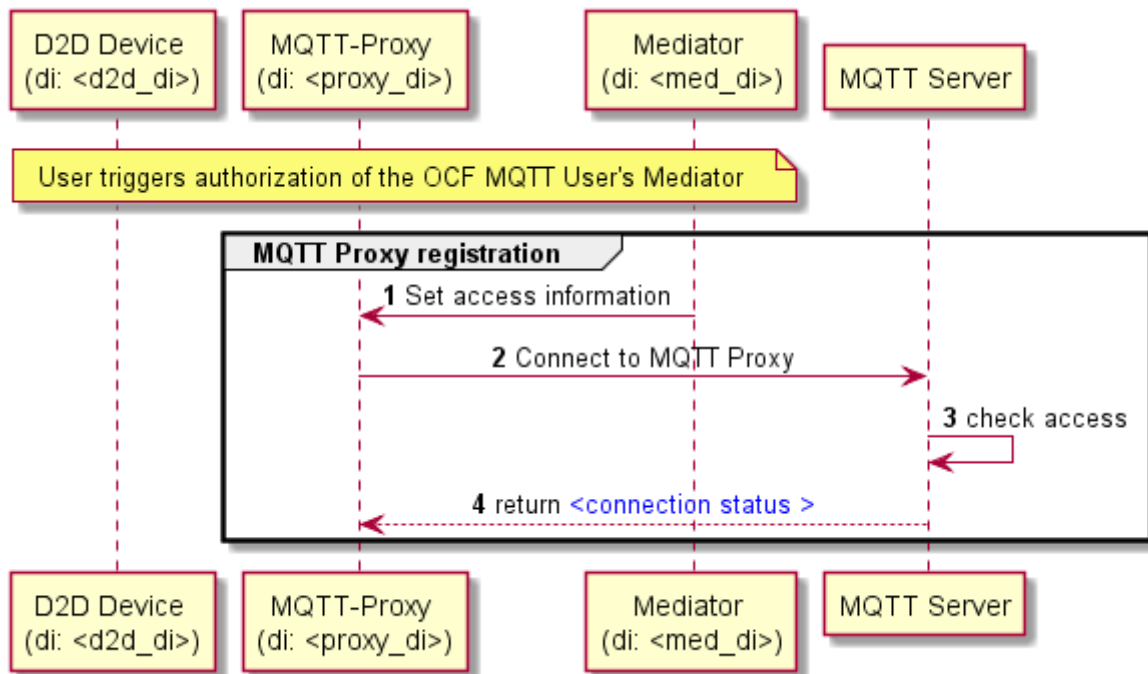 D2D Device
(di: <d2d_di>)
MQTT-Proxy
(di: <proxy_di>)
Mediator
(di: <med_di>)
MQTT Server
User triggers authorization of the OCF MQTT User's Mediator
MQTT Proxy registration
1 Set access information
2 Connect to MQTT Proxy
3 check access
4 return <connection status >
D2D Device
(di: <d2d_di>)
MQTT-Proxy
(di: <proxy_di>)
Mediator
(di: <med_di>)
MQTT Server